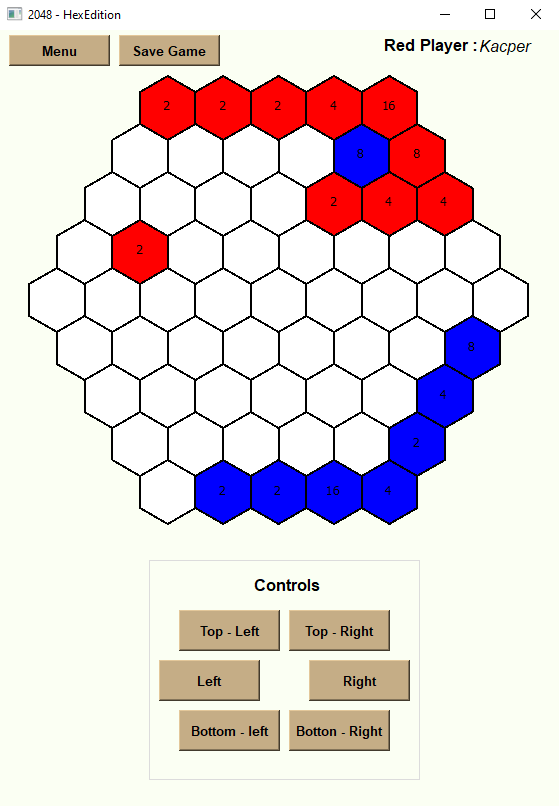 2048 - HexEdition
Menu Save Game Red Player : Kacper
2 2 2 4 16
8 8
2 4 4
2
8
4
2
2 2 16 4
Controls
Top - Left Top - Right
Left Right
Bottom - left Botton - Right